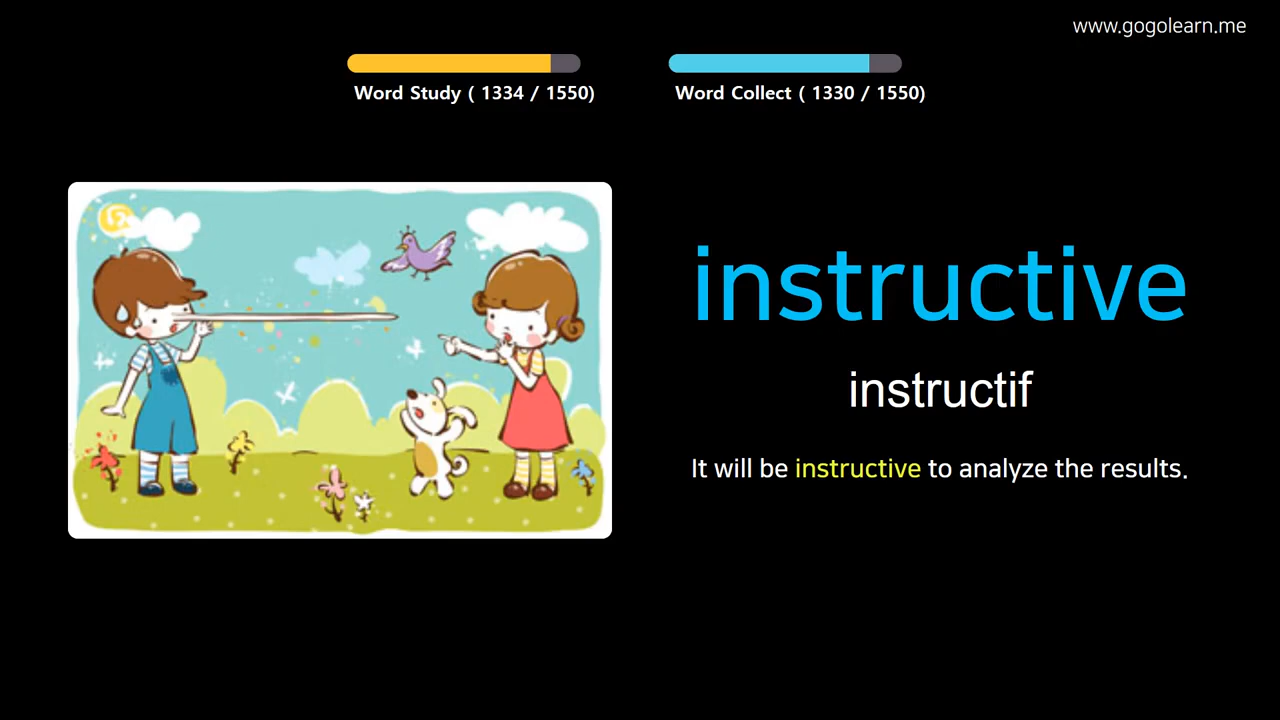 www.gogolearn.me
Word Study ( 1334 / 1550)
Word Collect ( 1330 / 1550)
instructive
instructif
It will be instructive to analyze the results.